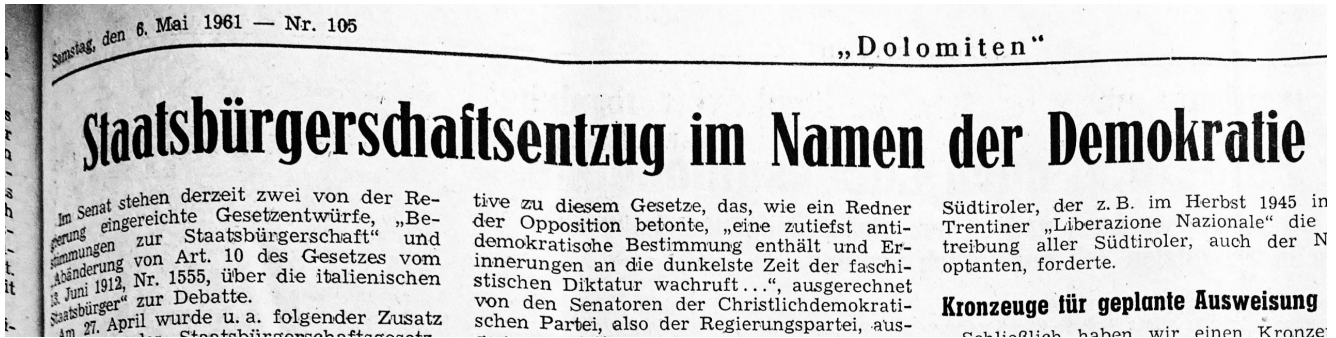 Samstag, den 6. Mai 1961 — Nr. 105
„Dolomiten“
Staatsbürgerschaftsentzug im Namen der Demokratie
Im Senat stehen derzeit zwei von der Re-
gierung eingereichte Gesetzentwürfe, „Be-
stimmungen zur Staatsbürgerschaft“ und
„Abänderung von Art. 10 des Gesetzes vom
13. Juni 1912, Nr. 1555, über die italienischen
Staatsbürger“ zur Debatte.
Am 27. April wurde u. a. folgender Zusatz
tive zu diesem Gesetze, das, wie ein Redner
der Opposition betonte, „eine zutiefst anti-
demokratische Bestimmung enthält und Er-
innerungen an die dunkelste Zeit der faschi-
stischen Diktatur wachruft...“, ausgerechnet
von den Senatoren der Christlichdemokrati-
schen Partei, also der Regierungspartei, aus-
Südtiroler, der z. B. im Herbst 1945 in
Trentiner „Liberazione Nazionale“ die
treibung aller Südtiroler, auch der N
optanten, forderte.
Kronzeuge für geplante Ausweisung
Schließlich haben wir einen Kronze